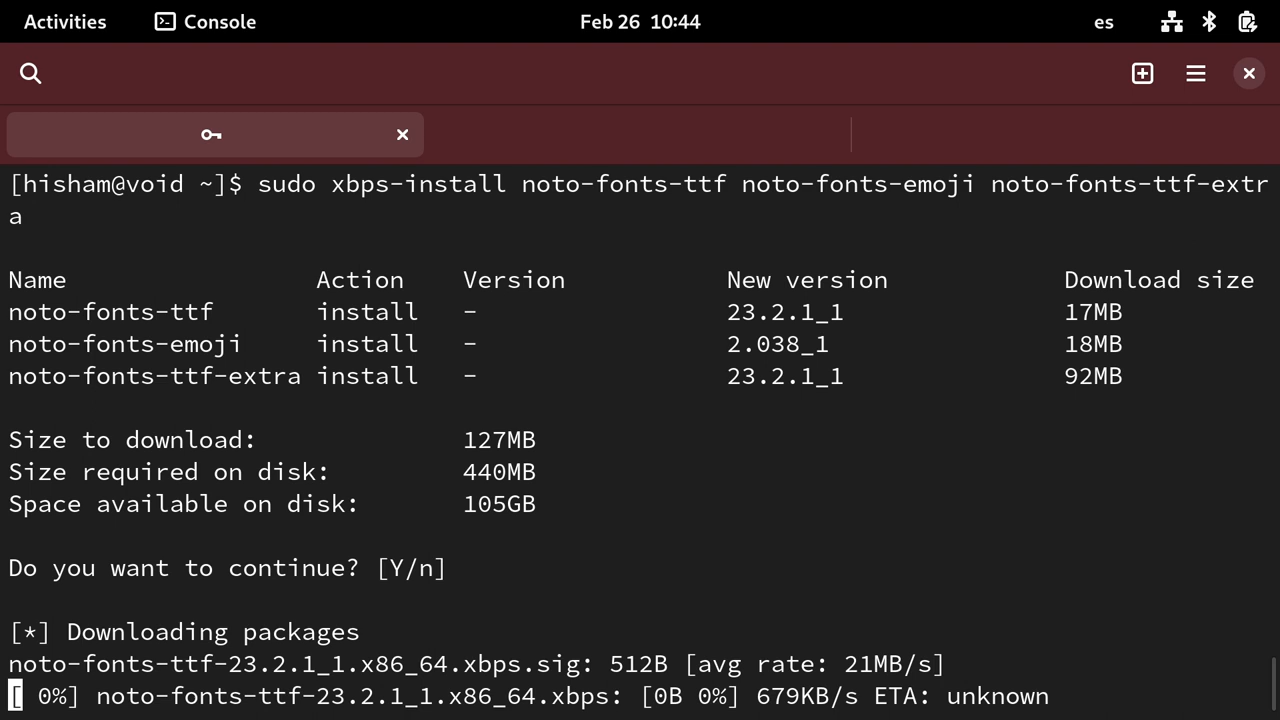 Activities Console Feb 26 10:44 es
[hisham@void ~]$ sudo xbps-install noto-fonts-ttf noto-fonts-emoji noto-fonts-ttf-extr
a
Name Action Version New version Download size
noto-fonts-ttf install - 23.2.1_1 17MB
noto-fonts-emoji install - 2.038_1 18MB
noto-fonts-ttf-extra install - 23.2.1_1 92MB
Size to download: 127MB
Size required on disk: 440MB
Space available on disk: 105GB
Do you want to continue? [Y/n]
[*] Downloading packages
noto-fonts-ttf-23.2.1_1.x86_64.xbps.sig: 512B [avg rate: 21MB/s]
[ 0%] noto-fonts-ttf-23.2.1_1.x86_64.xbps: [0B 0%] 679KB/s ETA: unknown